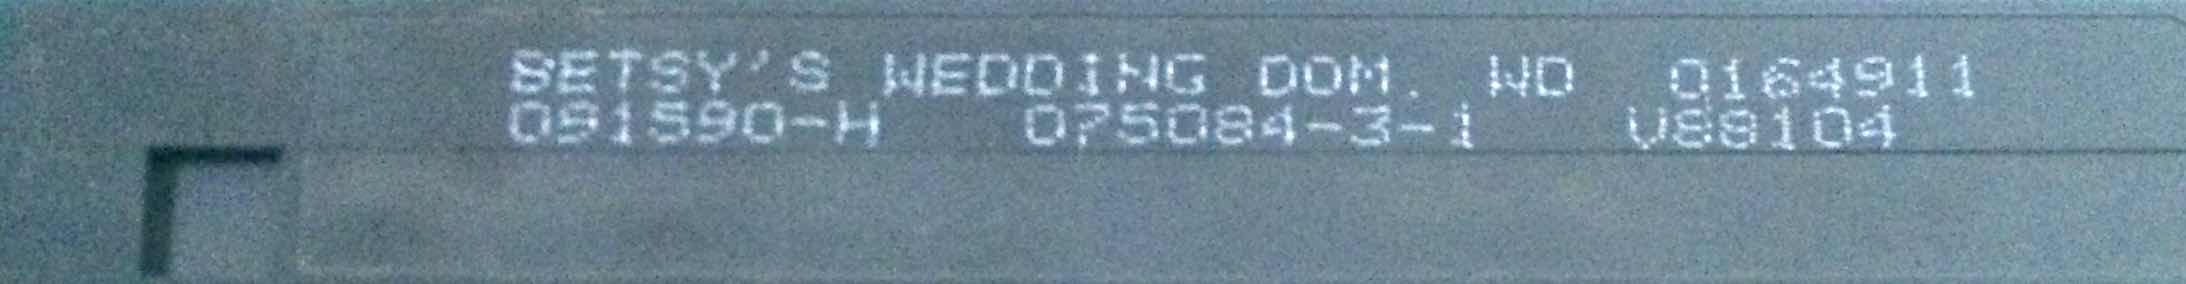 BETSY'S WEDDING DOM. WD 0164911
091590-H 075084-3-1 V88104